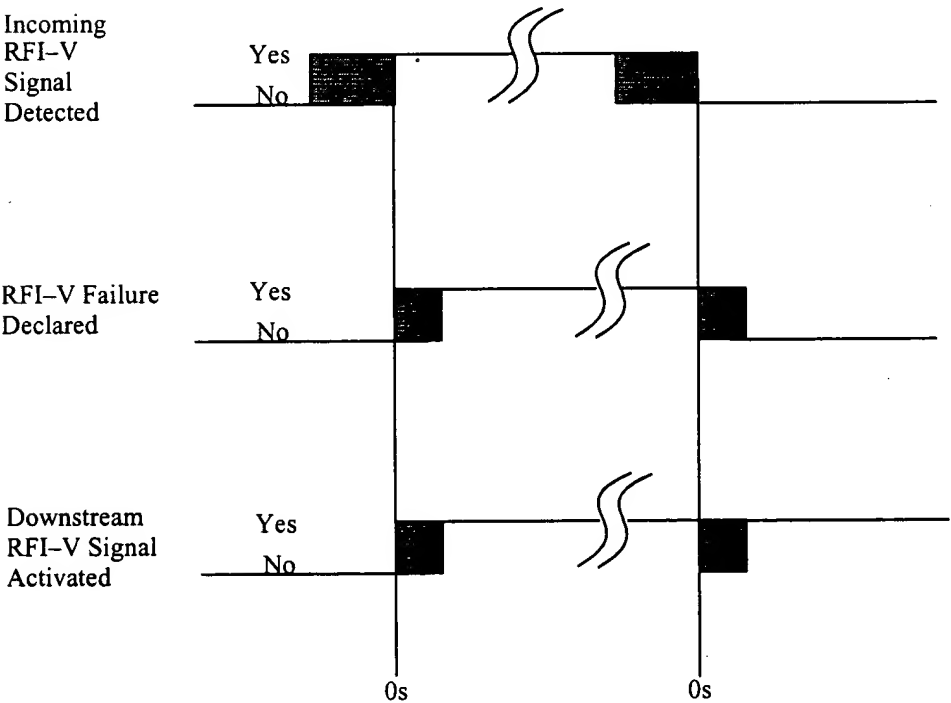 Incoming
RFI–V
Signal
Detected
Yes
No
RFI–V Failure
Declared
Yes
No
Downstream
RFI–V Signal
Activated
Yes
No
0s
0s